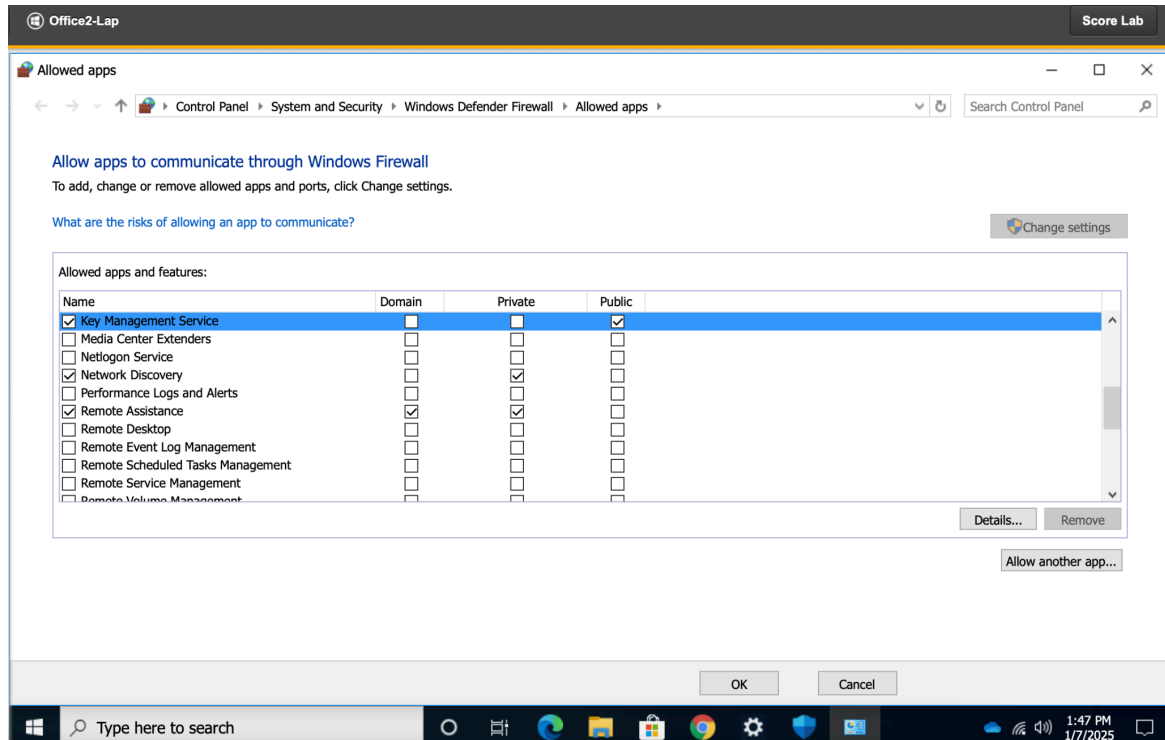 Office2-Lap
Score Lab
Allowed apps
Control Panel
System and Security
Windows Defender Firewall
Allowed apps
Search Control Panel
Allow apps to communicate through Windows Firewall
To add, change or remove allowed apps and ports, click Change settings.
What are the risks of allowing an app to communicate?
Change settings
Allowed apps and features:
Name Domain Private Public
Key Management Service
Media Center Extenders
Netlogon Service
Network Discovery
Performance Logs and Alerts
Remote Assistance
Remote Desktop
Remote Event Log Management
Remote Scheduled Tasks Management
Remote Service Management
Remote Volume Management
Details... Remove
Allow another app...
OK Cancel
Type here to search
1:47 PM
1/7/2025